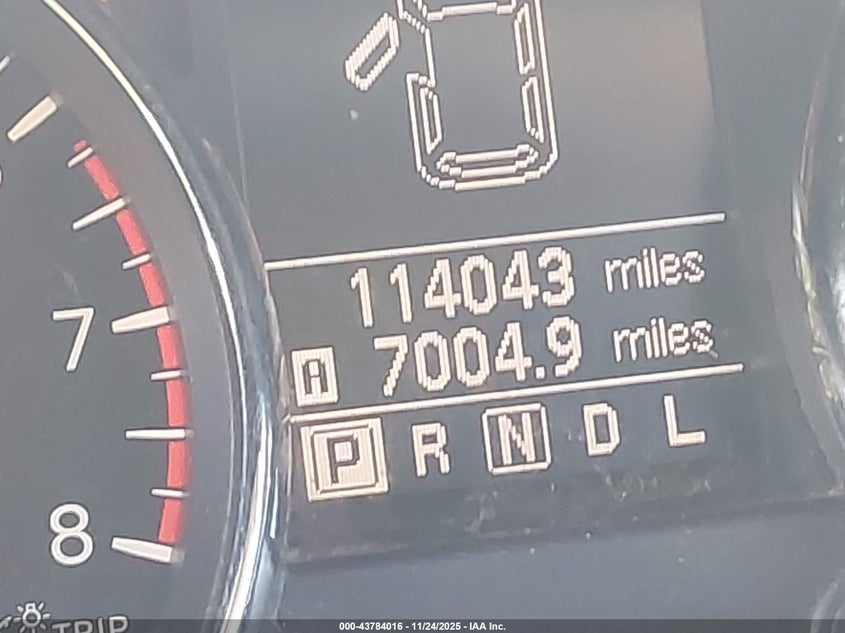 114043 miles
A 7004.9 miles
P R N D L
7
8
TRIP
000-43784016 - 11/24/2025 - IAA Inc.